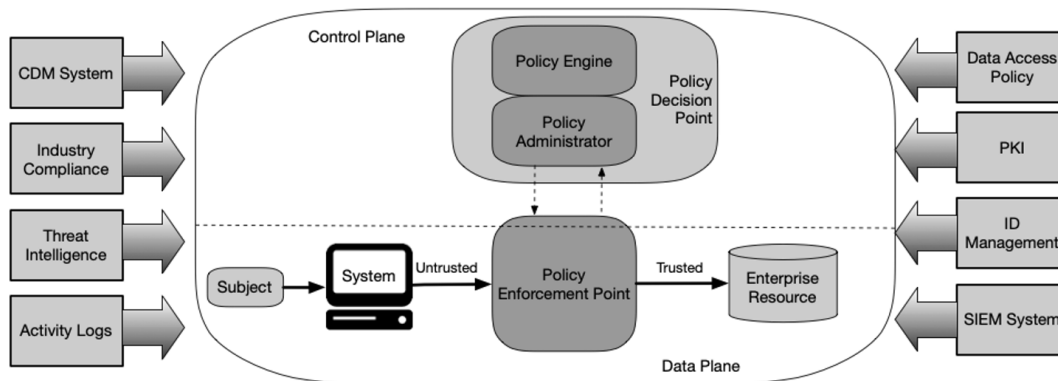 Control Plane
CDM System
Industry
Compliance
Threat
Intelligence
Activity Logs
Policy Engine
Policy
Administrator
Policy
Decision
Point
Subject
System
Untrusted
Policy
Enforcement Point
Trusted
Enterprise
Resource
Data Plane
Data Access
Policy
PKI
ID
Management
SIEM System